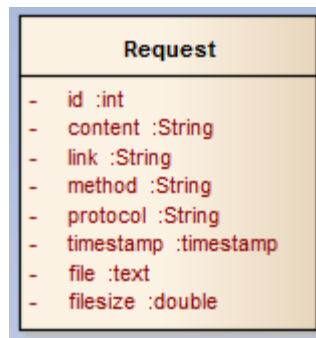 Request
- id :int
- content :String
- link :String
- method :String
- protocol :String
- timestamp :timestamp
- file :text
- filesize :double